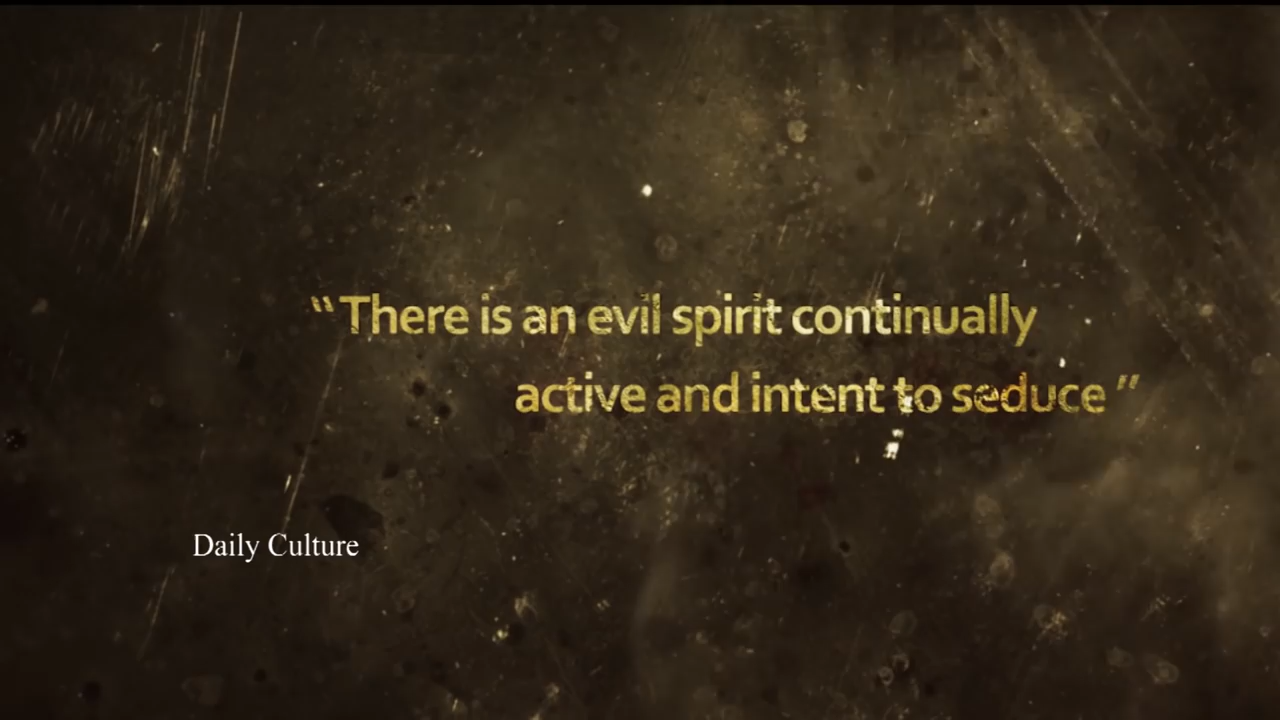 “There is an evil spirit continually
active and intent to seduce”
Daily Culture